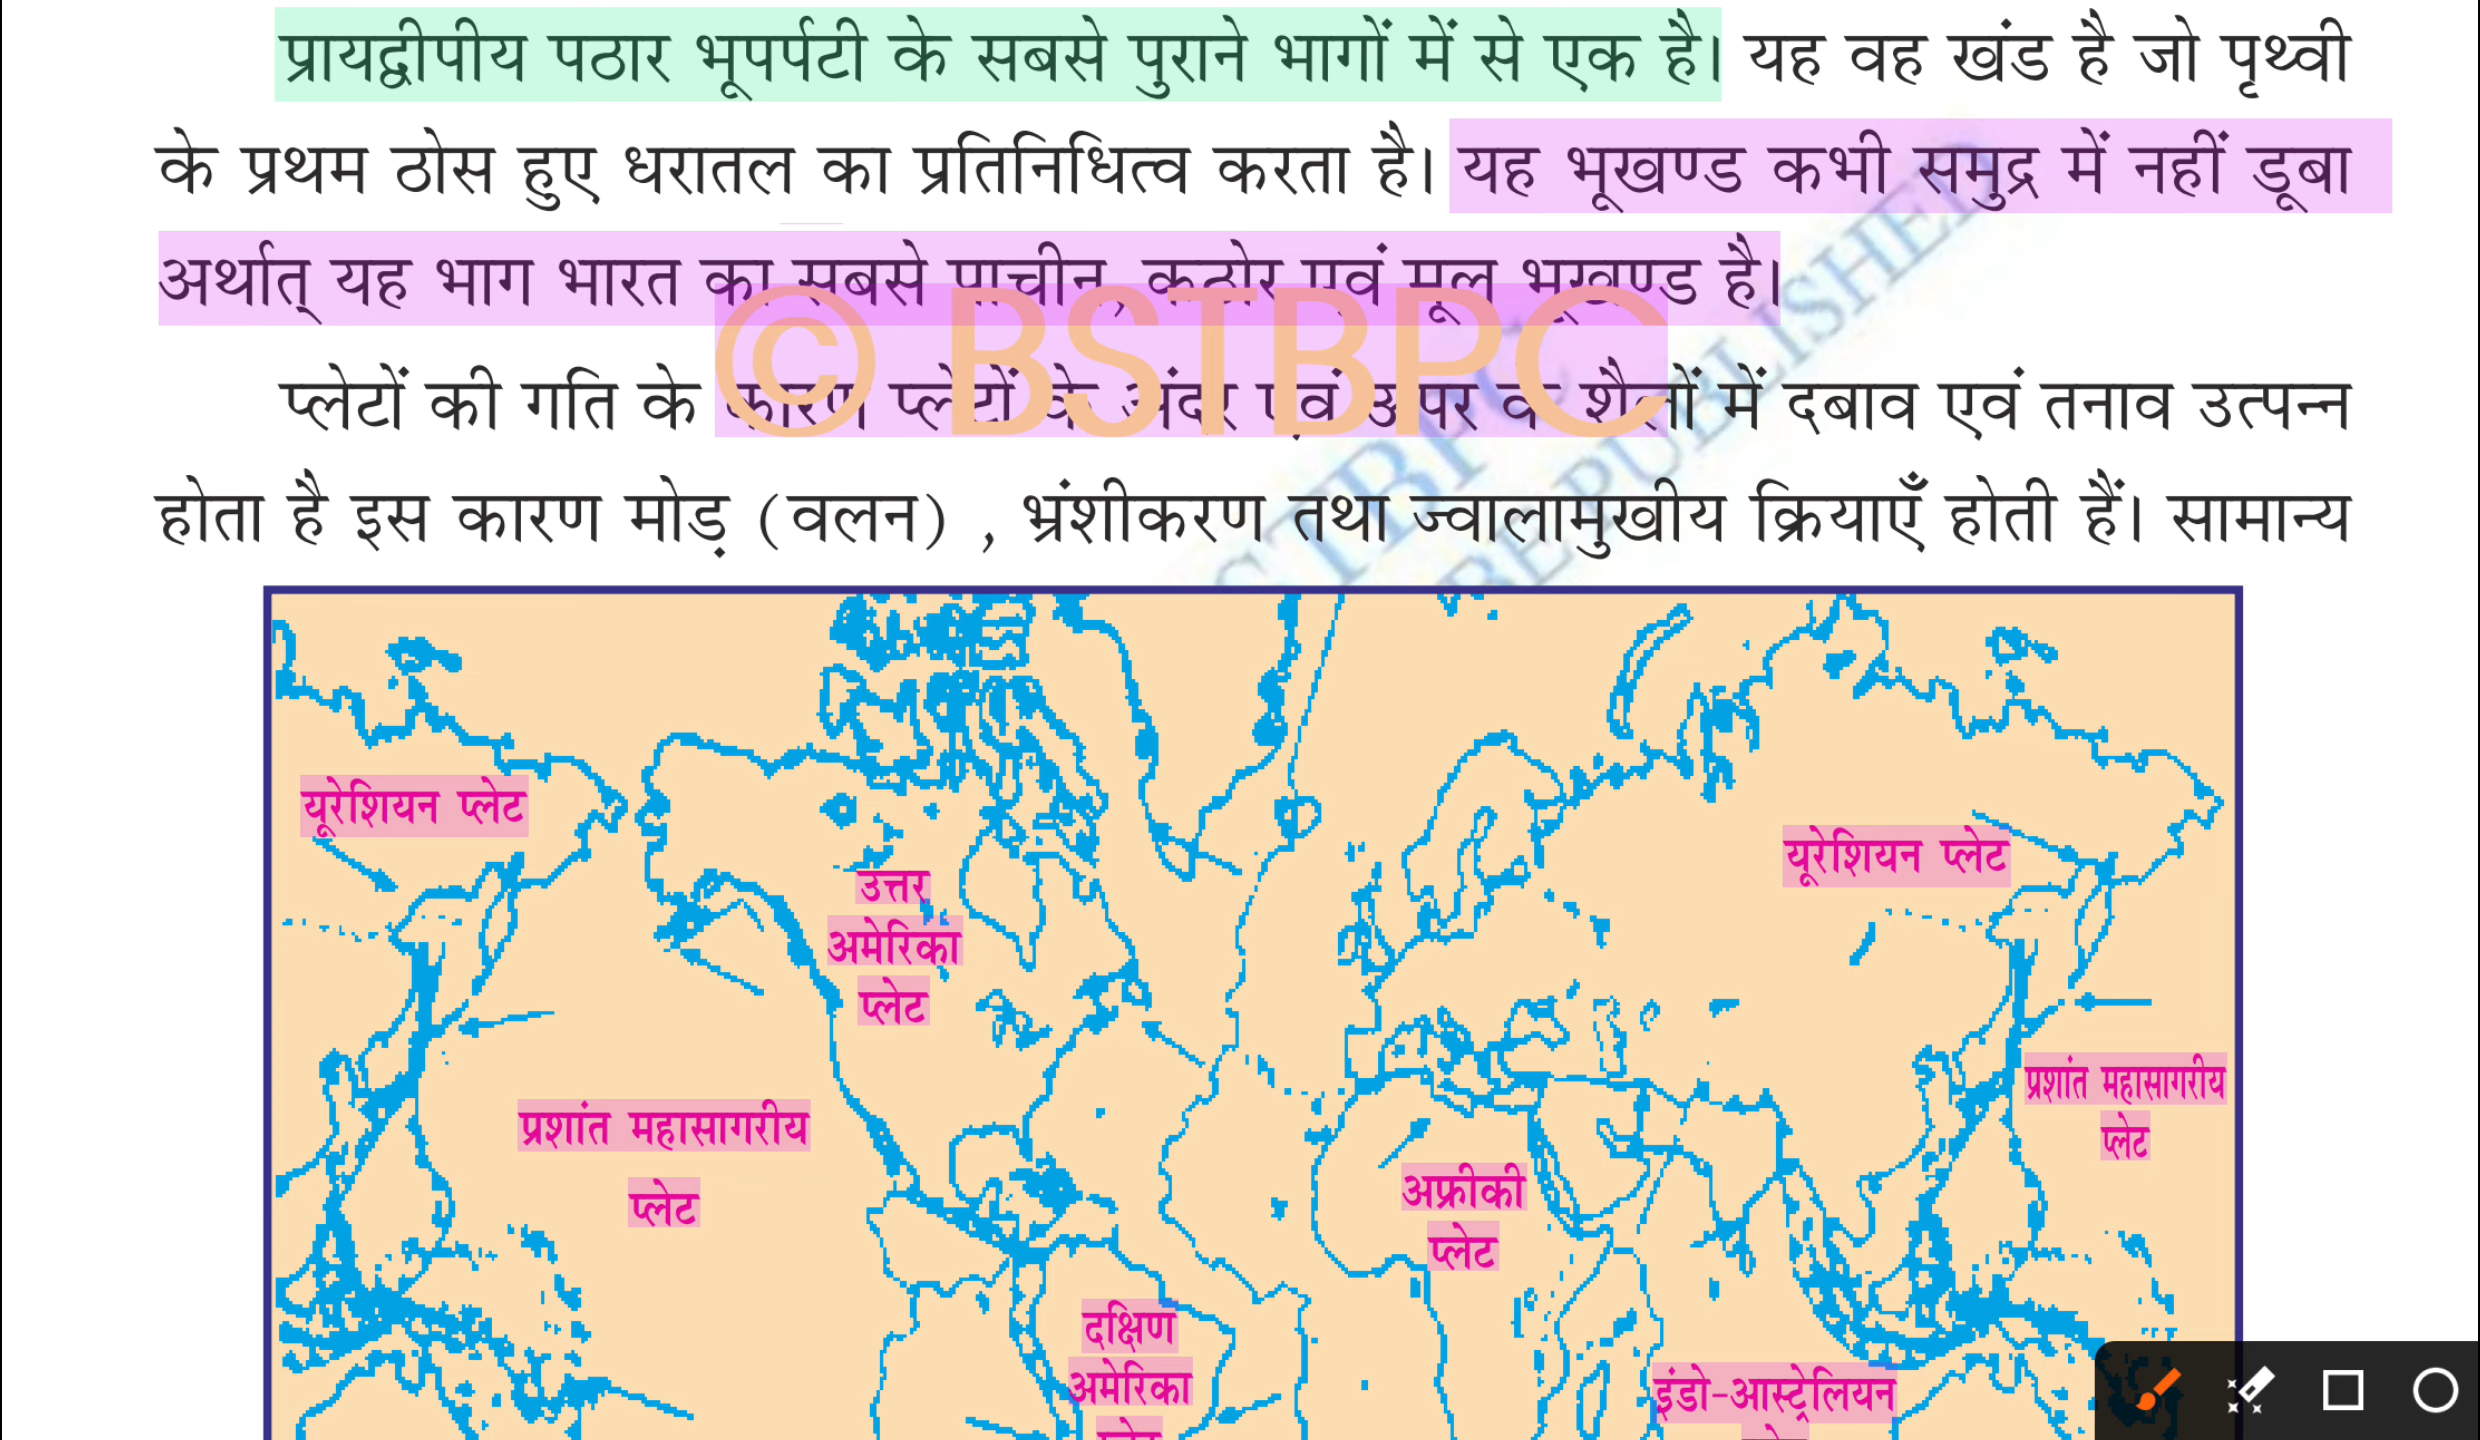 प्रायद्वीपीय पठार भूपर्पटी के सबसे पुराने भागों में से एक है। यह वह खंड है जो पृथ्वी
के प्रथम ठोस हुए धरातल का प्रतिनिधित्व करता है। यह भूखण्ड कभी समुद्र में नहीं डूबा
अर्थात् यह भाग भारत का सबसे प्राचीन, कठोर एवं मूल भूखण्ड है।
© BSTBPC
प्लेटों की गति के कारण प्लेटों के अंदर एवं ऊपर के शैलों में दबाव एवं तनाव उत्पन्न
होता है इस कारण मोड़ (वलन) , भ्रंशीकरण तथा ज्वालामुखीय क्रियाएँ होती हैं। सामान्य
BE PUBLISHED
यूरेशियन प्लेट
उत्तर
अमेरिका
प्लेट
यूरेशियन प्लेट
प्रशांत महासागरीय
प्लेट
प्रशांत महासागरीय
प्लेट
अफ्रीकी
प्लेट
दक्षिण
अमेरिका
इंडो-आस्ट्रेलियन